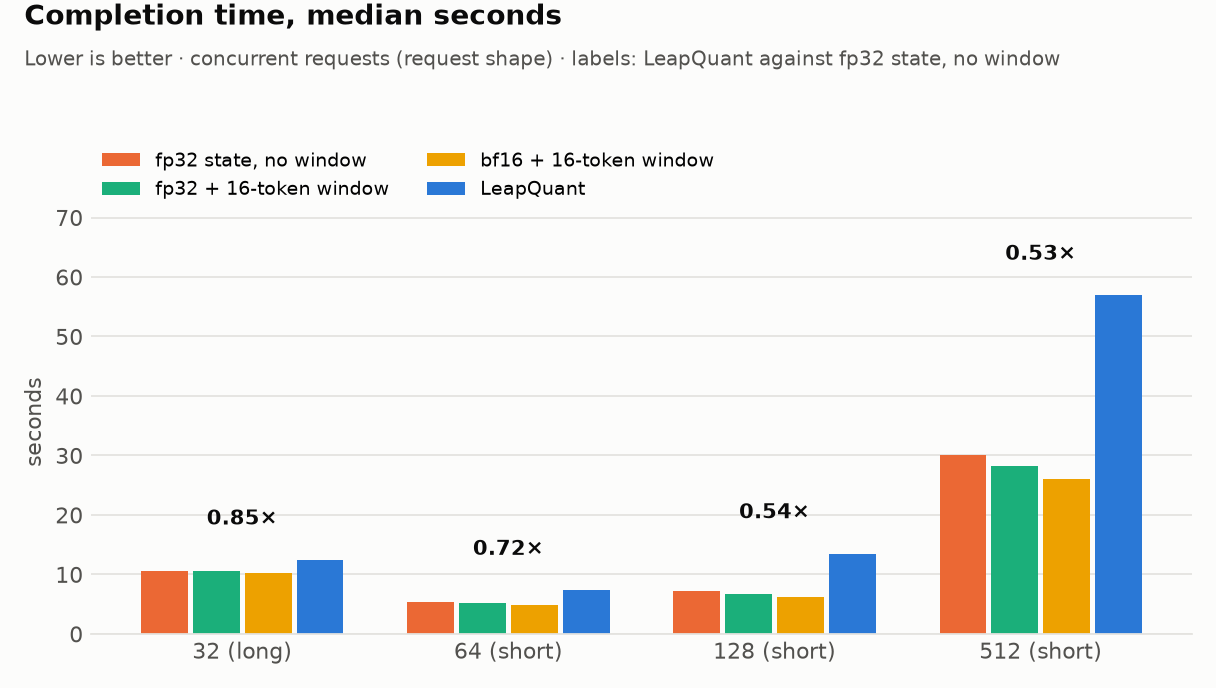 Completion time, median seconds
Lower is better · concurrent requests (request shape) · labels: LeapQuant against fp32 state, no window
fp32 state, no window
bf16 + 16-token window
fp32 + 16-token window
LeapQuant
70
60
50
40
30
20
10
0
seconds
0.85×
0.72×
0.54×
0.53×
32 (long)
64 (short)
128 (short)
512 (short)